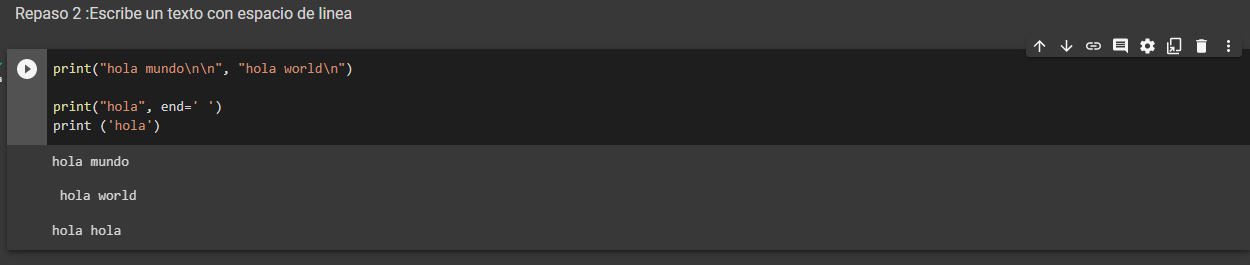 Repaso 2 :Escribe un texto con espacio de linea
print("hola mundo\n\n", "hola world\n")
print("hola", end=' ')
print ('hola')
hola mundo
hola world
hola hola